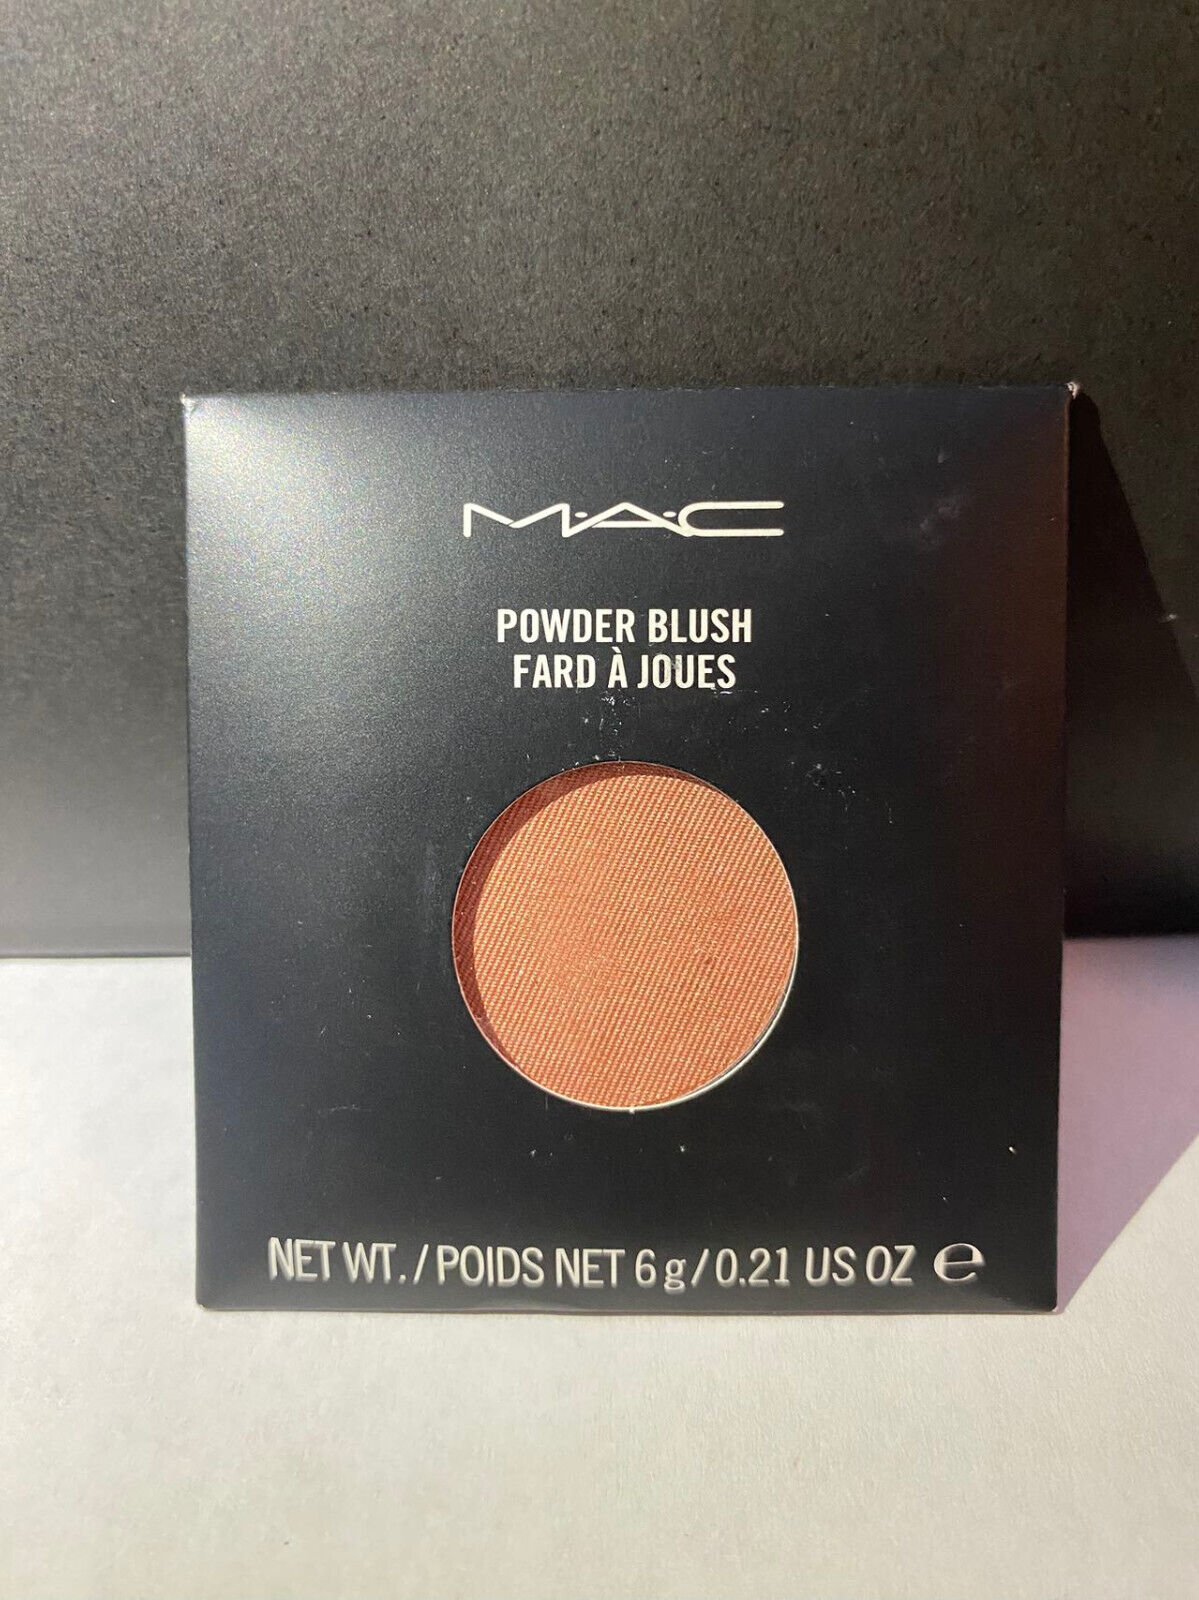 M·A·C
POWDER BLUSH
FARD À JOUES
NET WT./POIDS NET 6 g/0.21 US OZ e